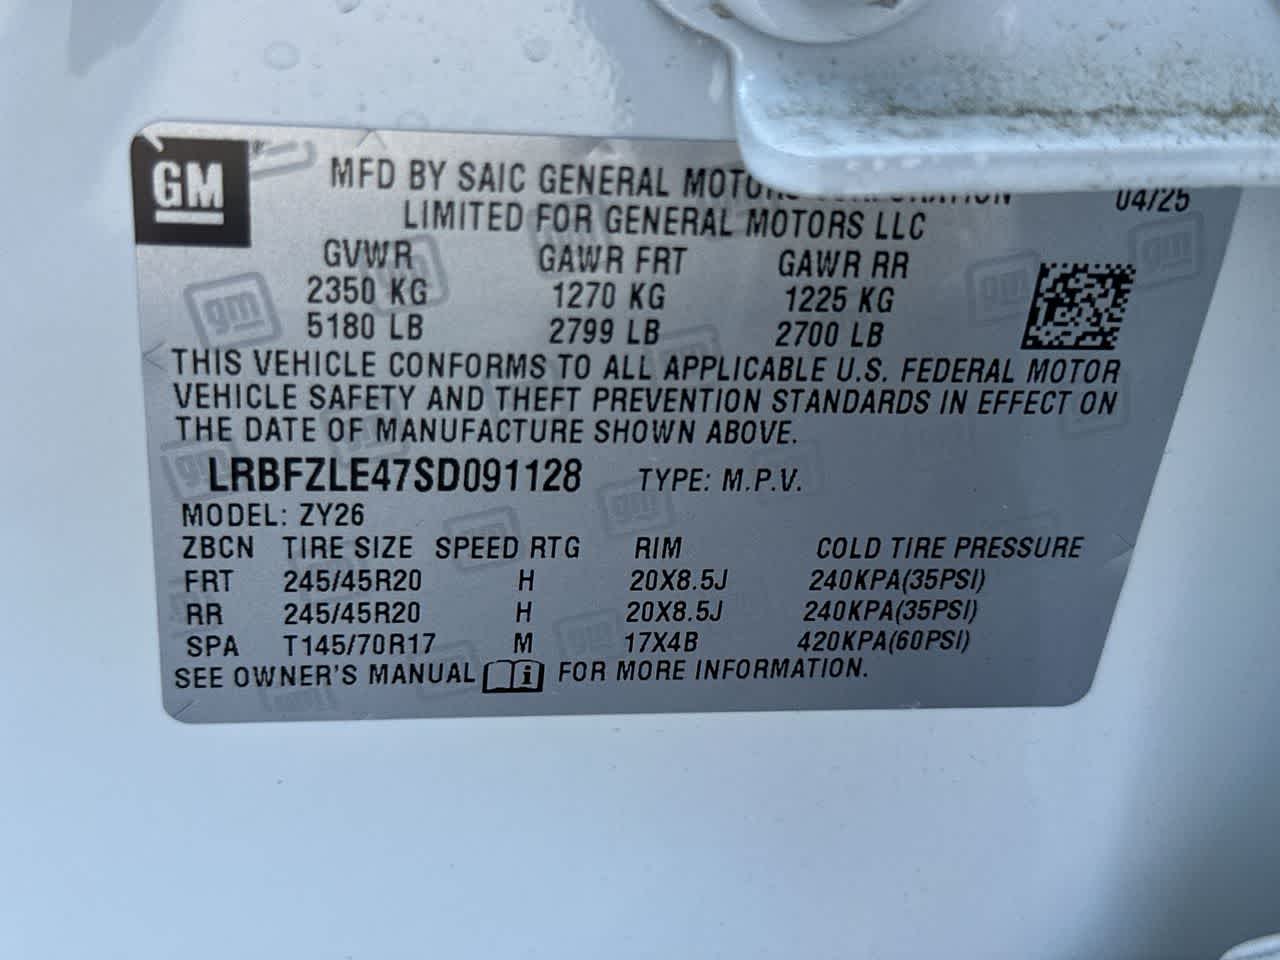 GM
MFD BY SAIC GENERAL MOTORS CORPORATION 04/25
LIMITED FOR GENERAL MOTORS LLC
GVWR GAWR FRT GAWR RR
2350 KG 1270 KG 1225 KG
5180 LB 2799 LB 2700 LB
THIS VEHICLE CONFORMS TO ALL APPLICABLE U.S. FEDERAL MOTOR
VEHICLE SAFETY AND THEFT PREVENTION STANDARDS IN EFFECT ON
THE DATE OF MANUFACTURE SHOWN ABOVE.
LRBFZLE47SD091128 TYPE: M.P.V.
MODEL: ZY26
ZBCN TIRE SIZE SPEED RTG RIM COLD TIRE PRESSURE
FRT 245/45R20 H 20X8.5J 240KPA(35PSI)
RR 245/45R20 H 20X8.5J 240KPA(35PSI)
SPA T145/70R17 M 17X4B 420KPA(60PSI)
SEE OWNER'S MANUAL i FOR MORE INFORMATION.